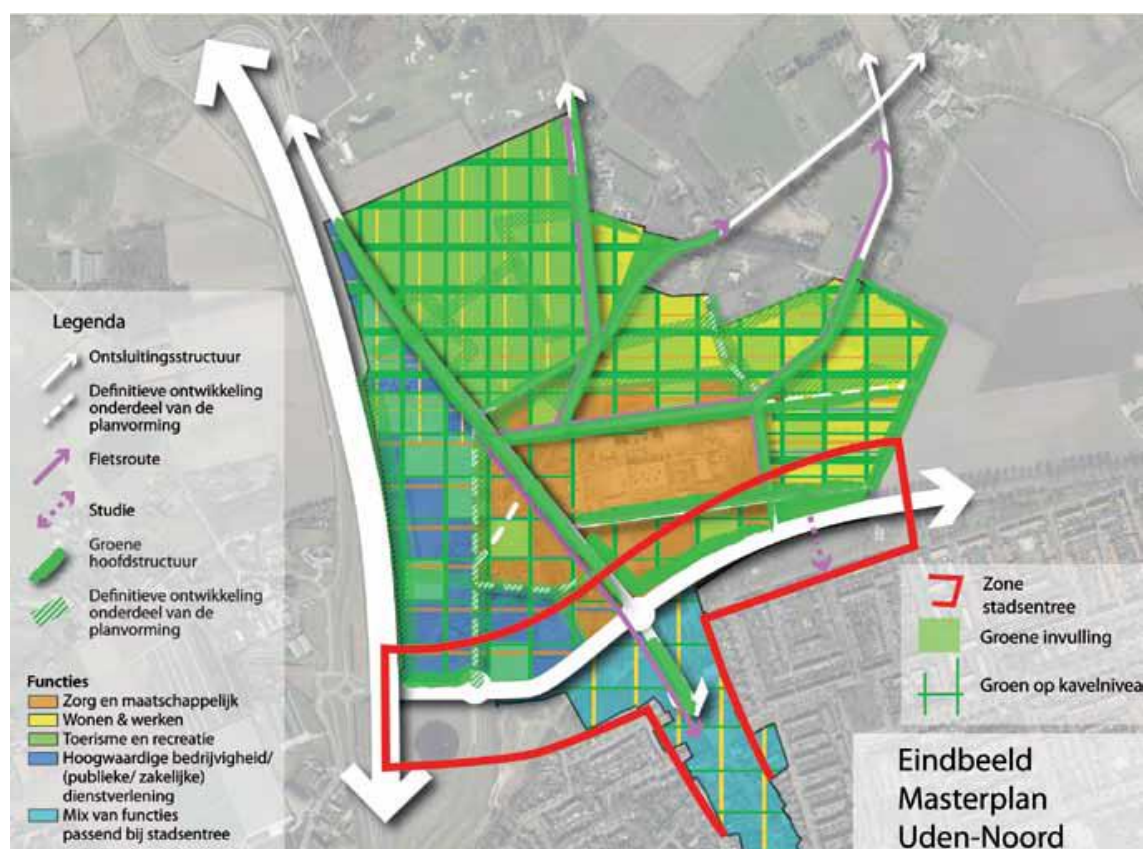 Legenda
Ontsluitingsstructuur
Definitieve ontwikkeling
onderdeel van de
planvorming
Fietsroute
Studie
Groene
hoofdstructuur
Definitieve ontwikkeling
onderdeel van de
planvorming
Functies
Zorg en maatschappelijk
Wonen & werken
Toerisme en recreatie
Hoogwaardige bedrijvigheid/
(publieke/ zakelijke)
dienstverlening
Mix van functies
passend bij stadsentree
Zone
stadsentree
Groene invulling
Groen op kavelniveau
Eindbeeld
Masterplan
Uden-Noord